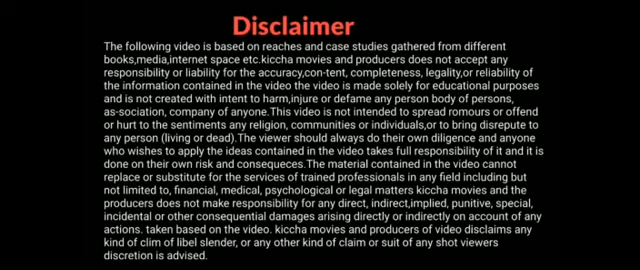 Disclaimer
The following video is based on reaches and case studies gathered from different
books,media,internet space etc.kiccha movies and producers does not accept any
responsibility or liability for the accuracy,con-tent, completeness, legality,or reliability of
the information contained in the video the video is made solely for educational purposes
and is not created with intent to harm,injure or defame any person body of persons,
as-sociation, company of anyone.This video is not intended to spread romours or offend
or hurt to the sentiments any religion, communities or individuals,or to bring disrepute to
any person (living or dead).The viewer should always do their own diligence and anyone
who wishes to apply the ideas contained in the video takes full responsibility of it and it is
done on their own risk and consequeces.The material contained in the video cannot
replace or substitute for the services of trained professionals in any field including but
not limited to, financial, medical, psychological or legal matters kiccha movies and the
producers does not make responsibility for any direct, indirect,implied, punitive, special,
incidental or other consequential damages arising directly or indirectly on account of any
actions. taken based on the video. kiccha movies and producers of video disclaims any
kind of clim of libel slender, or any other kind of claim or suit of any shot viewers
discretion is advised.